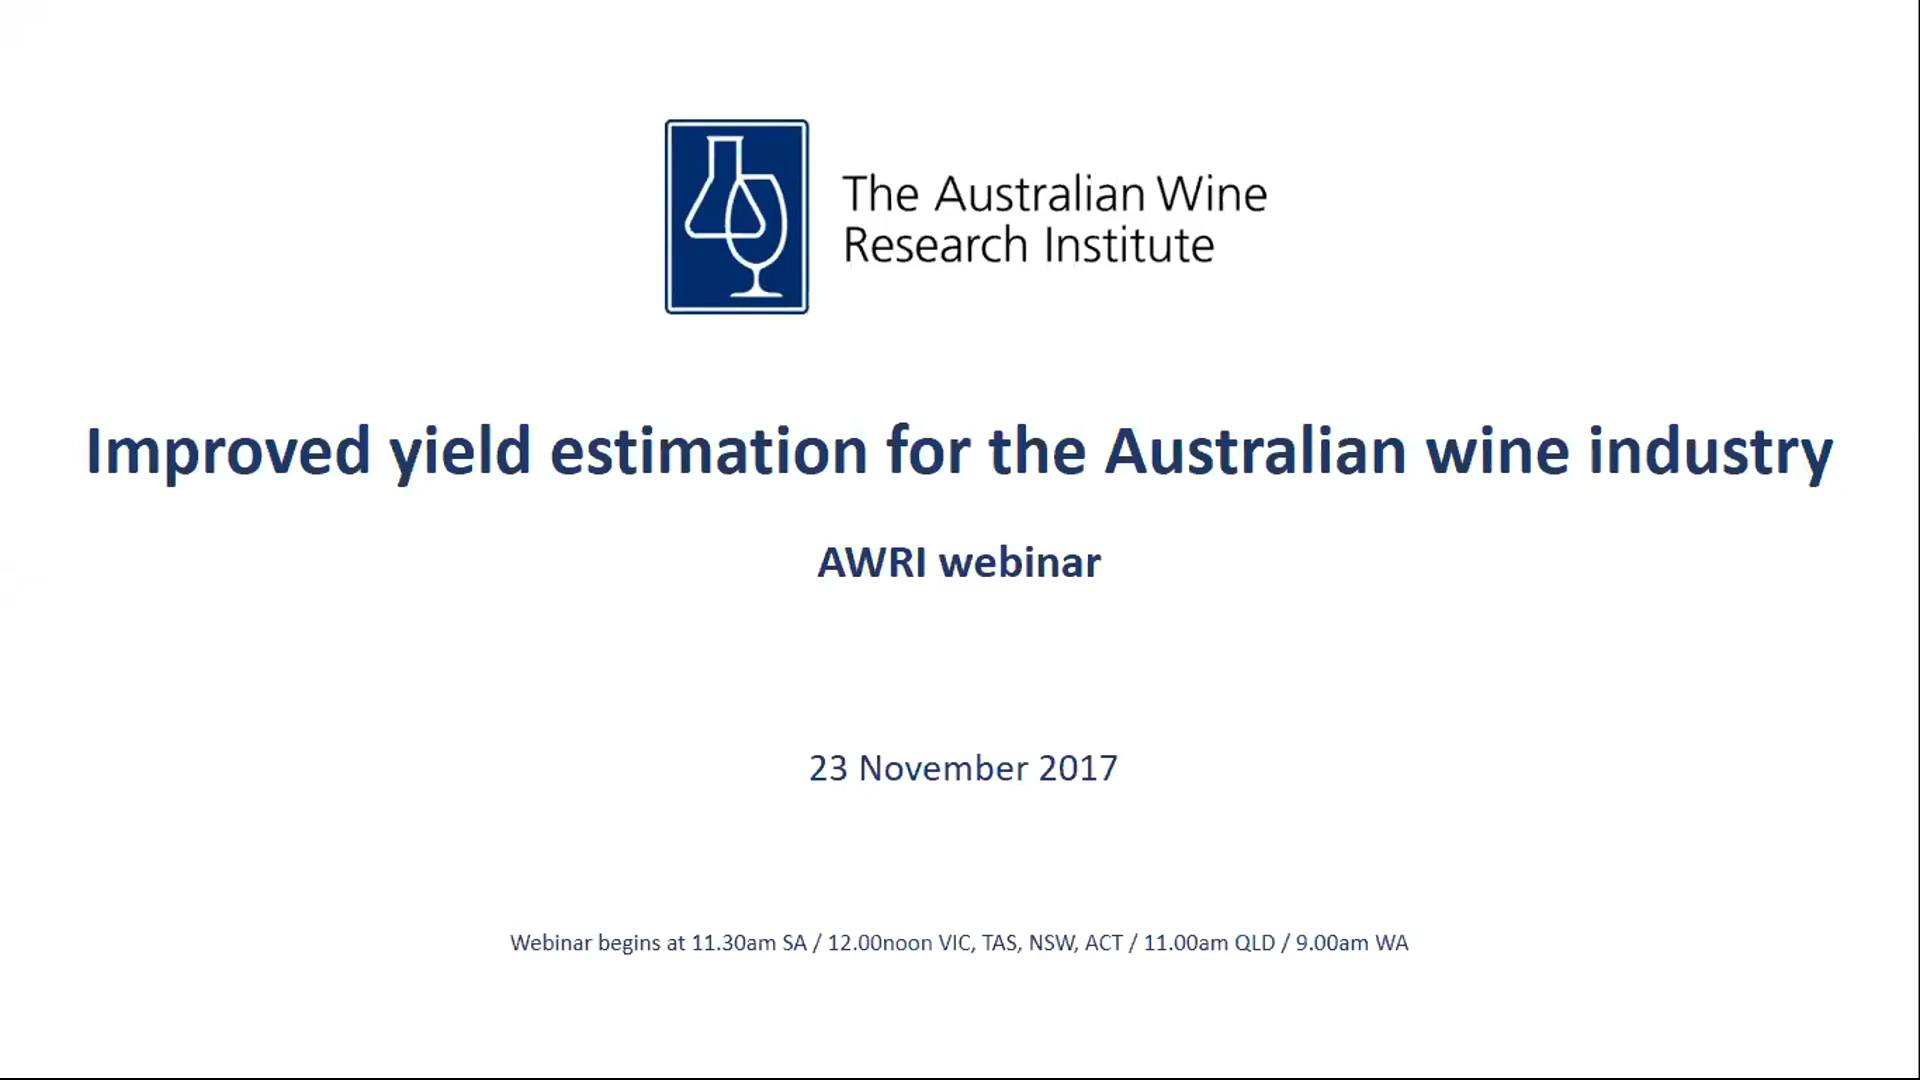 The Australian Wine
Research Institute
Improved yield estimation for the Australian wine industry
AWRI webinar
23 November 2017
Webinar begins at 11.30am SA / 12.00noon VIC, TAS, NSW, ACT / 11.00am QLD / 9.00am WA